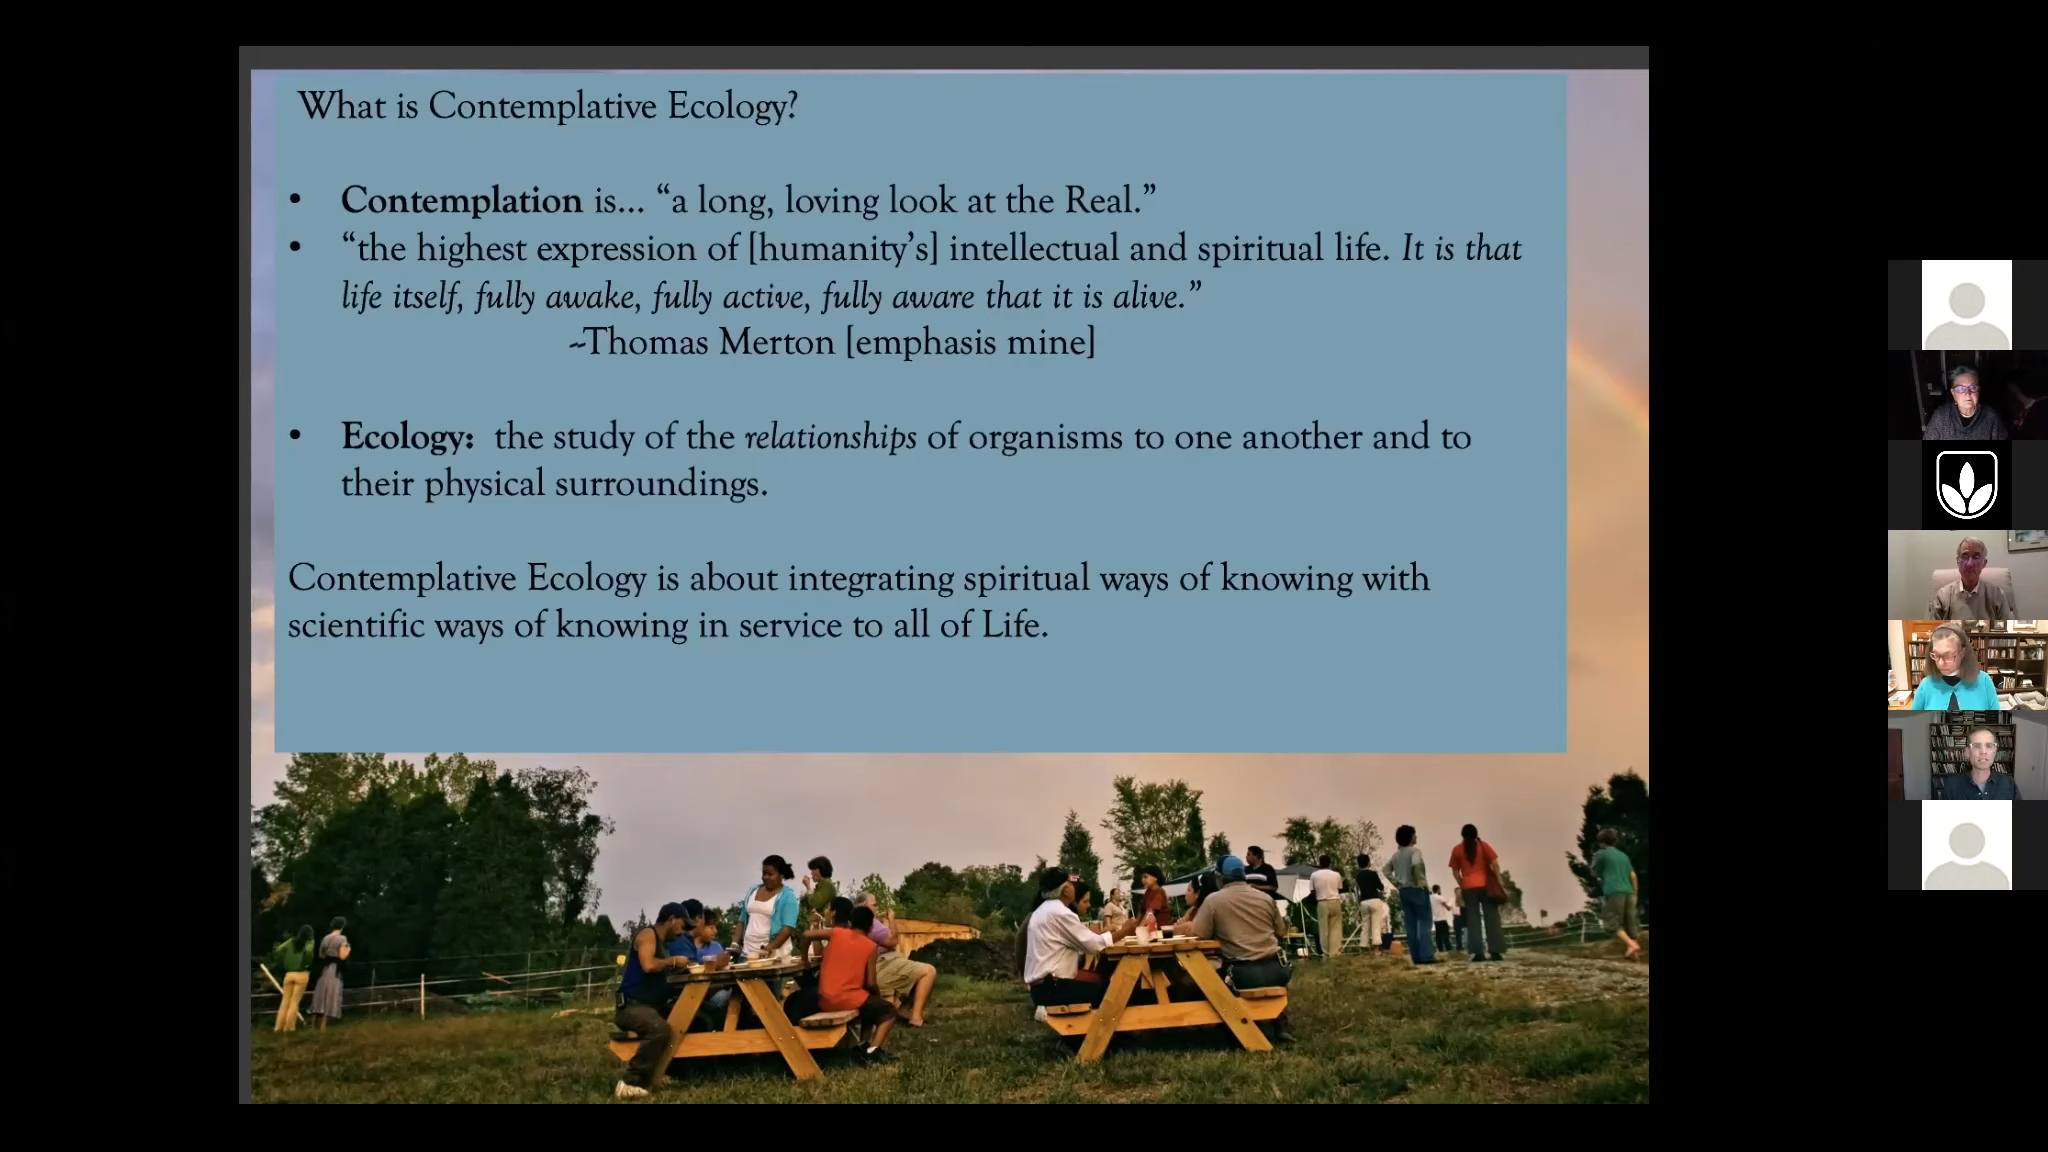 What is Contemplative Ecology?
• Contemplation is... “a long, loving look at the Real.”
• “the highest expression of [humanity’s] intellectual and spiritual life. It is that
life itself, fully awake, fully active, fully aware that it is alive.”
~Thomas Merton [emphasis mine]
• Ecology: the study of the relationships of organisms to one another and to
their physical surroundings.
Contemplative Ecology is about integrating spiritual ways of knowing with
scientific ways of knowing in service to all of Life.